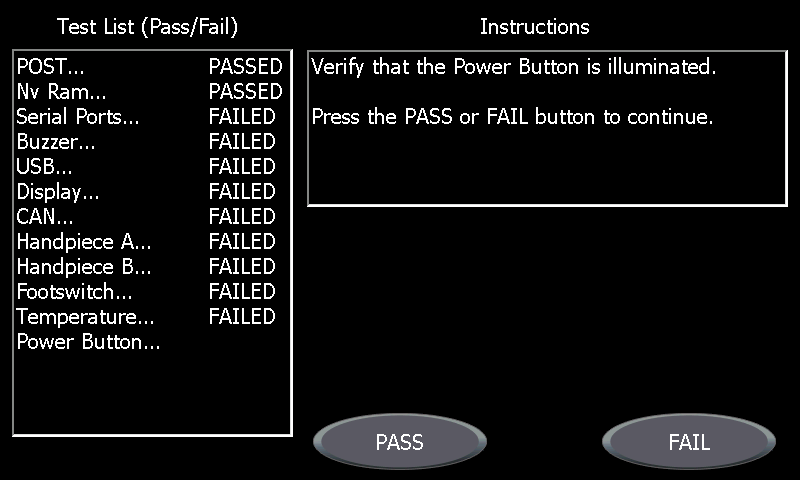 Test List (Pass/Fail)
POST... PASSED
Nv Ram... PASSED
Serial Ports... FAILED
Buzzer... FAILED
USB... FAILED
Display... FAILED
CAN... FAILED
Handpiece A... FAILED
Handpiece B... FAILED
Footswitch... FAILED
Temperature... FAILED
Power Button...
Instructions
Verify that the Power Button is illuminated.
Press the PASS or FAIL button to continue.
PASS
FAIL